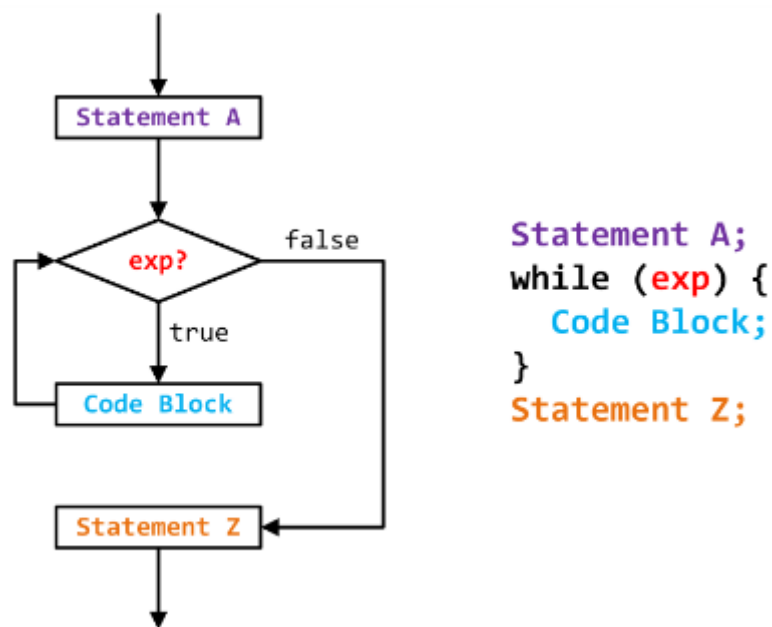 Statement A
exp?
false
true
Code Block
Statement Z
Statement A;
while (exp) {
  Code Block;
}
Statement Z;